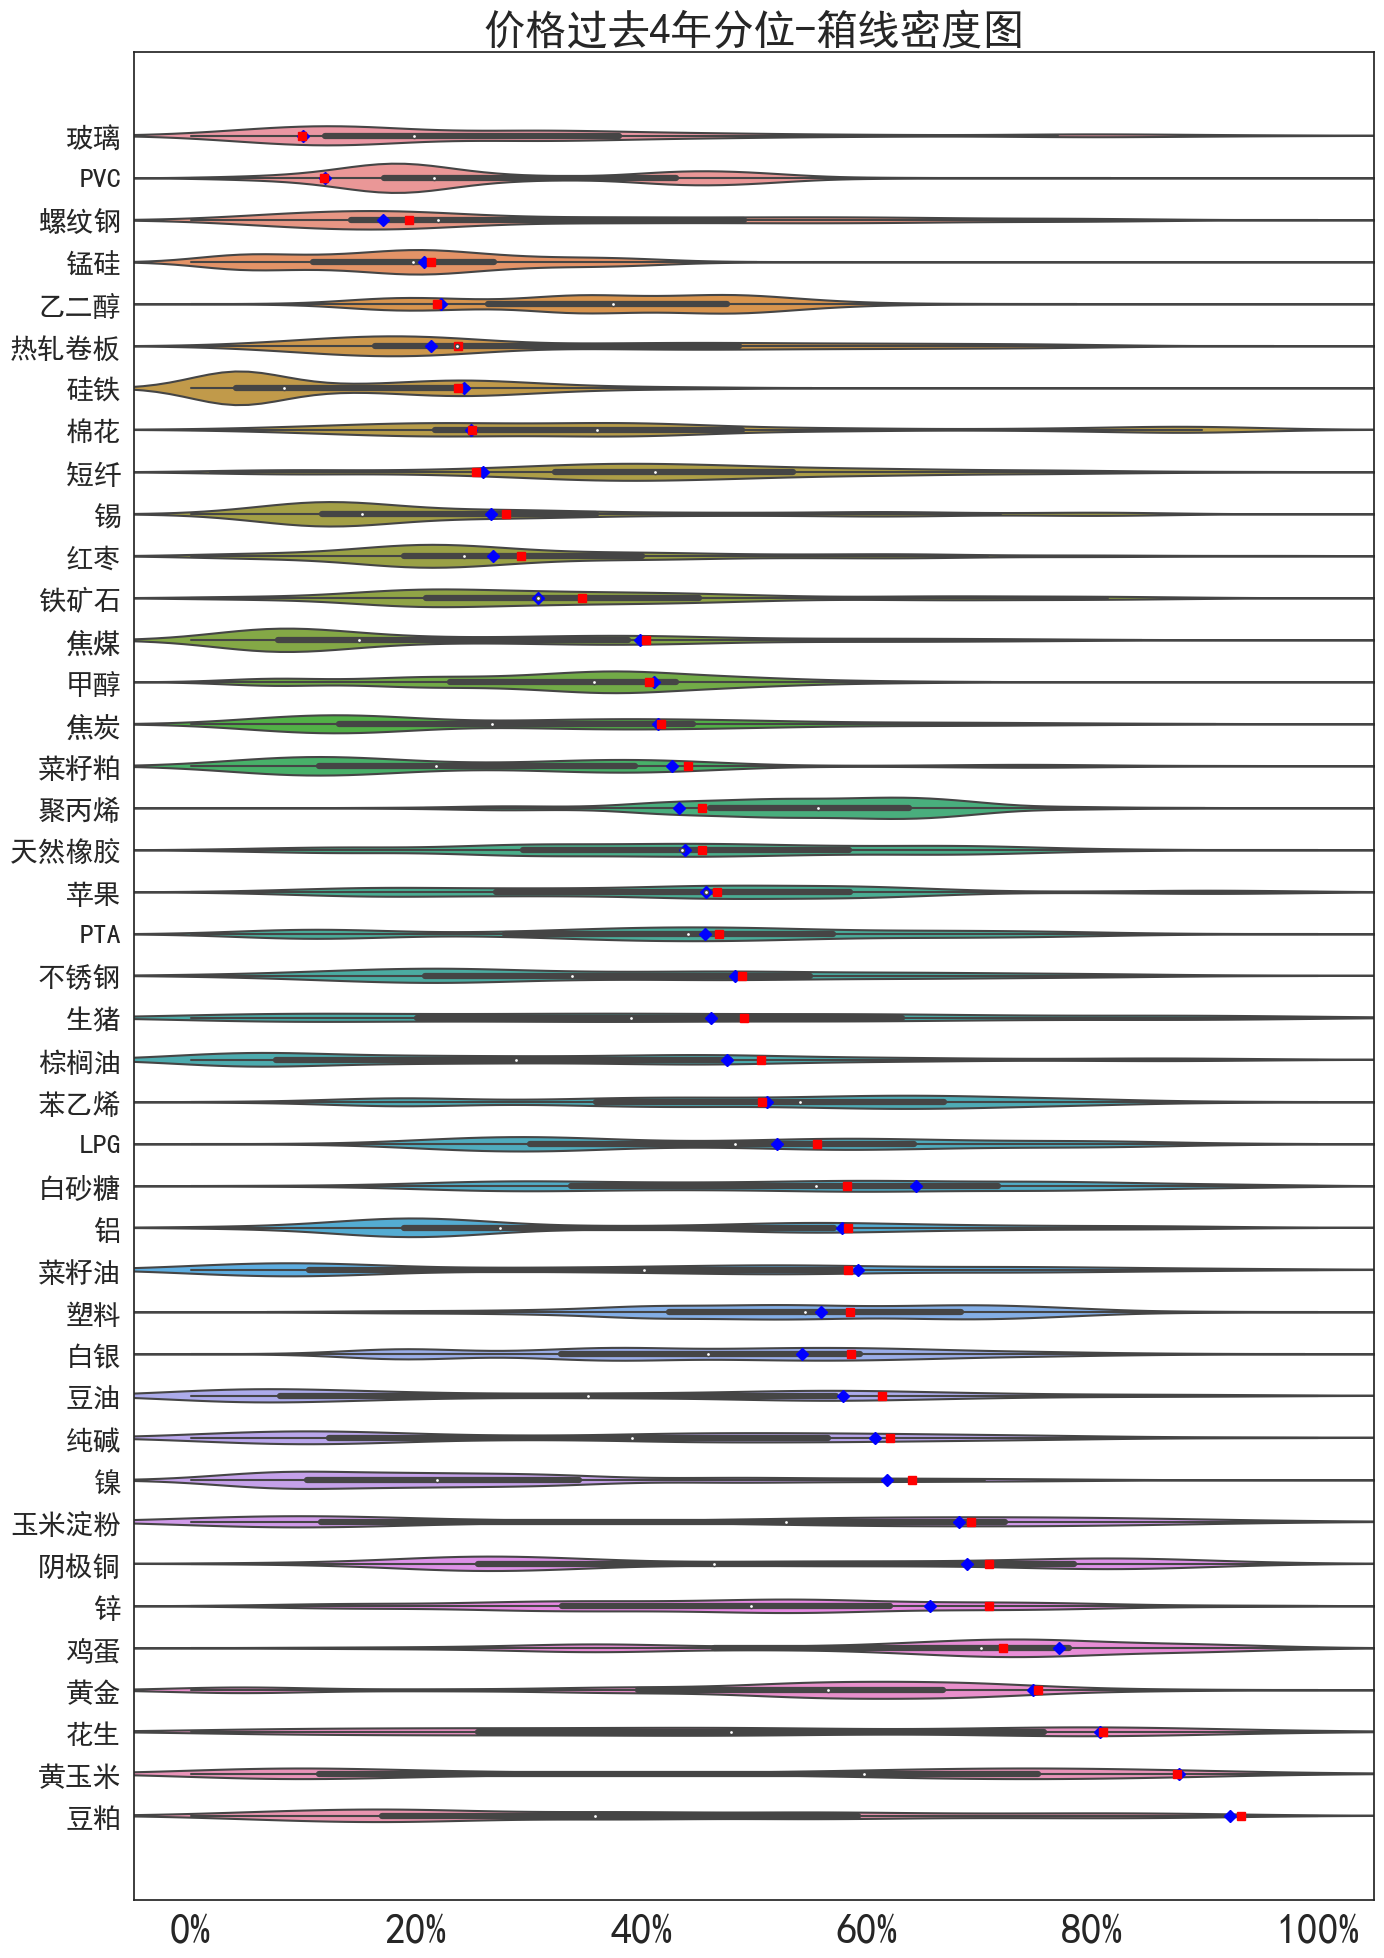 价格过去4年分位-箱线密度图
玻璃
PVC
螺纹钢
锰硅
乙二醇
热轧卷板
硅铁
棉花
短纤
锡
红枣
铁矿石
焦煤
甲醇
焦炭
菜籽粕
聚丙烯
天然橡胶
苹果
PTA
不锈钢
生猪
棕榈油
苯乙烯
LPG
白砂糖
铝
菜籽油
塑料
白银
豆油
纯碱
镍
玉米淀粉
阴极铜
锌
鸡蛋
黄金
花生
黄玉米
豆粕
0% 20% 40% 60% 80% 100%